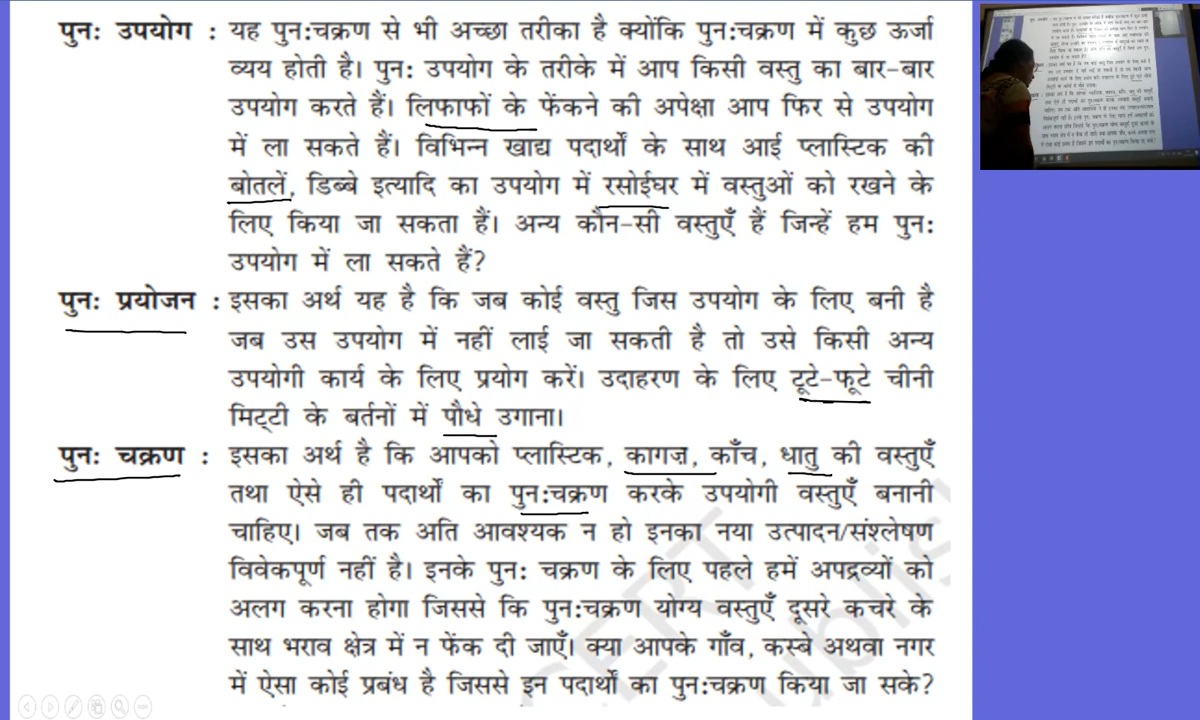 पुनः उपयोग : यह पुन:चक्रण से भी अच्छा तरीका है क्योंकि पुन:चक्रण में कुछ ऊर्जा
व्यय होती है। पुन: उपयोग के तरीके में आप किसी वस्तु का बार-बार
उपयोग करते हैं। लिफाफों के फेंकने की अपेक्षा आप फिर से उपयोग
में ला सकते हैं। विभिन्न खाद्य पदार्थों के साथ आई प्लास्टिक की
बोतलें, डिब्बे इत्यादि का उपयोग में रसोईघर में वस्तुओं को रखने के
लिए किया जा सकता हैं। अन्य कौन-सी वस्तुएँ हैं जिन्हें हम पुन:
उपयोग में ला सकते हैं?
पुनः प्रयोजन : इसका अर्थ यह है कि जब कोई वस्तु जिस उपयोग के लिए बनी है
जब उस उपयोग में नहीं लाई जा सकती है तो उसे किसी अन्य
उपयोगी कार्य के लिए प्रयोग करें। उदाहरण के लिए टूटे-फूटे चीनी
मिट्टी के बर्तनों में पौधे उगाना।
पुनः चक्रण : इसका अर्थ है कि आपको प्लास्टिक, कागज़, काँच, धातु की वस्तुएँ
तथा ऐसे ही पदार्थों का पुन:चक्रण करके उपयोगी वस्तुएँ बनानी
चाहिए। जब तक अति आवश्यक न हो इनका नया उत्पादन/संश्लेषण
विवेकपूर्ण नहीं है। इनके पुन: चक्रण के लिए पहले हमें अपद्रव्यों को
अलग करना होगा जिससे कि पुन:चक्रण योग्य वस्तुएँ दूसरे कचरे के
साथ भराव क्षेत्र में न फेंक दी जाएँ। क्या आपके गाँव, कस्बे अथवा नगर
में ऐसा कोई प्रबंध है जिससे इन पदार्थों का पुन:चक्रण किया जा सके?